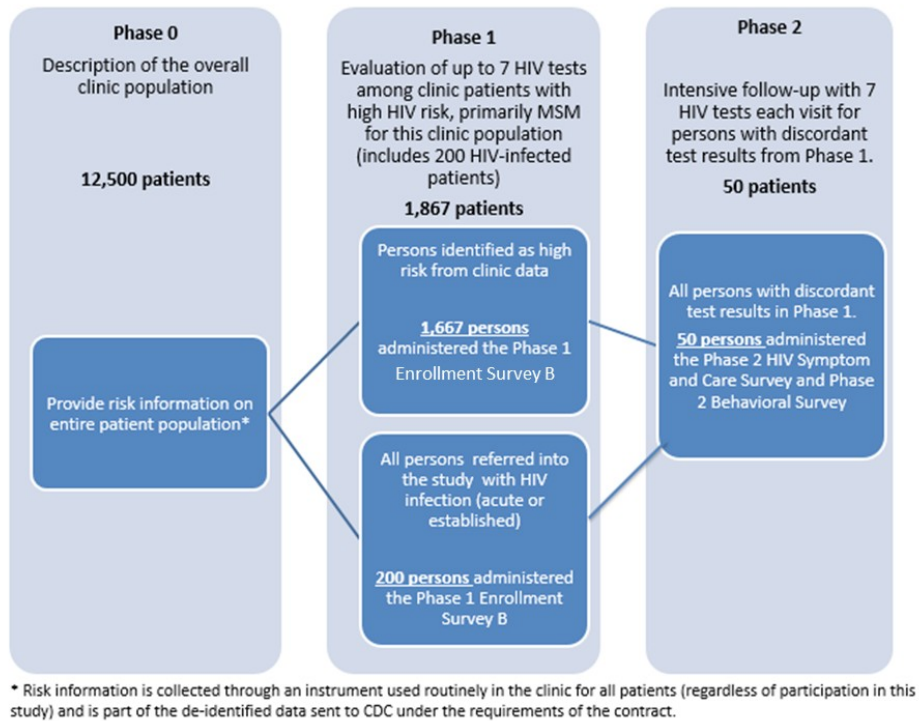 Phase 0
Description of the overall
clinic population
12,500 patients
Provide risk information on
entire patient population*
Phase 1
Evaluation of up to 7 HIV tests
among clinic patients with
high HIV risk, primarily MSM
for this clinic population
(includes 200 HIV-infected
patients)
1,867 patients
Persons identified as high
risk from clinic data
1,667 persons
administered the Phase 1
Enrollment Survey B
All persons referred into
the study with HIV
infection (acute or
established)
200 persons administered
the Phase 1 Enrollment
Survey B
Phase 2
Intensive follow-up with 7
HIV tests each visit for
persons with discordant
test results from Phase 1.
50 patients
All persons with discordant
test results in Phase 1.
50 persons administered
the Phase 2 HIV Symptom
and Care Survey and Phase
2 Behavioral Survey
* Risk information is collected through an instrument used routinely in the clinic for all patients (regardless of participation in this
study) and is part of the de-identified data sent to CDC under the requirements of the contract.